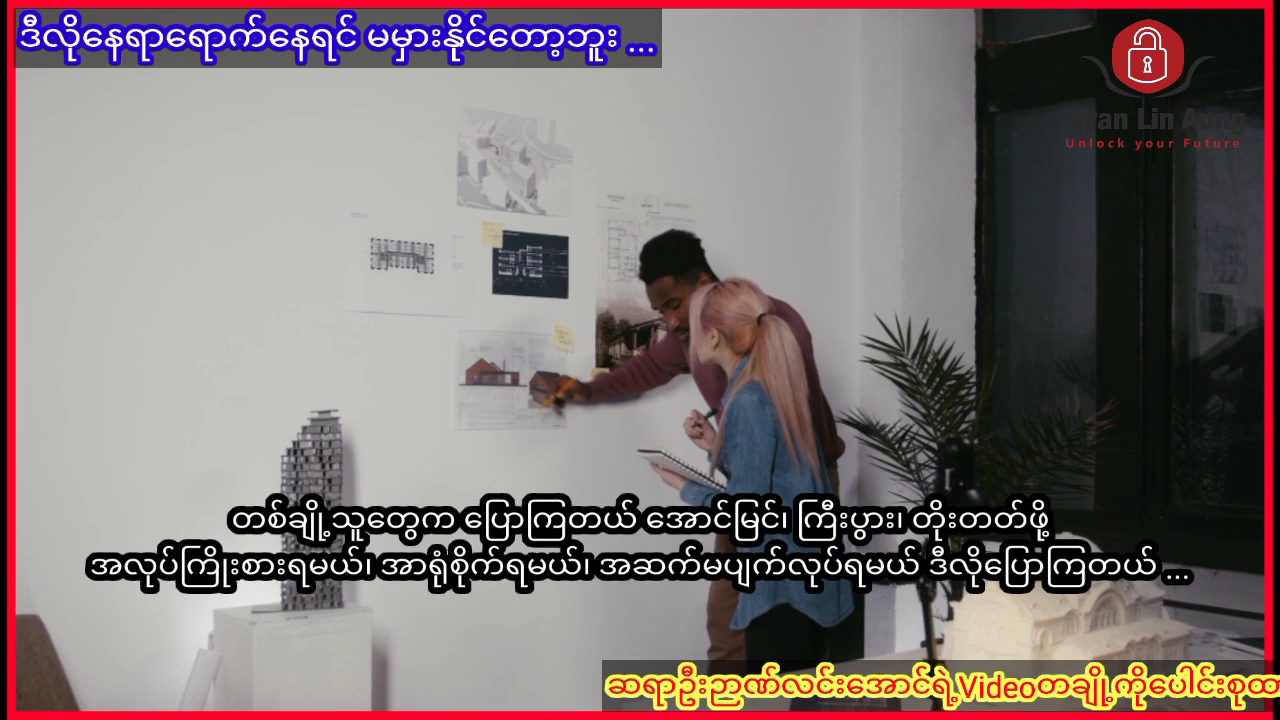 ဒီလိုနေရာရောက်နေရင် မမှားနိုင်တော့ဘူး ...
Lin
Unlock your Future
တစ်ချို့သူတွေက ပြောကြတယ် အောင်မြင်၊ ကြီးပွား၊ တိုးတတ်ဖို့
အလုပ်ကြိုးစားရမယ်၊ အာရုံစိုက်ရမယ်၊ အဆက်မပျက်လုပ်ရမယ် ဒီလိုပြောကြတယ် ...
ဆရာဦးဉာဏ်လင်းအောင်ရဲ့Videoတချို့ကိုပေါင်းစုထာ